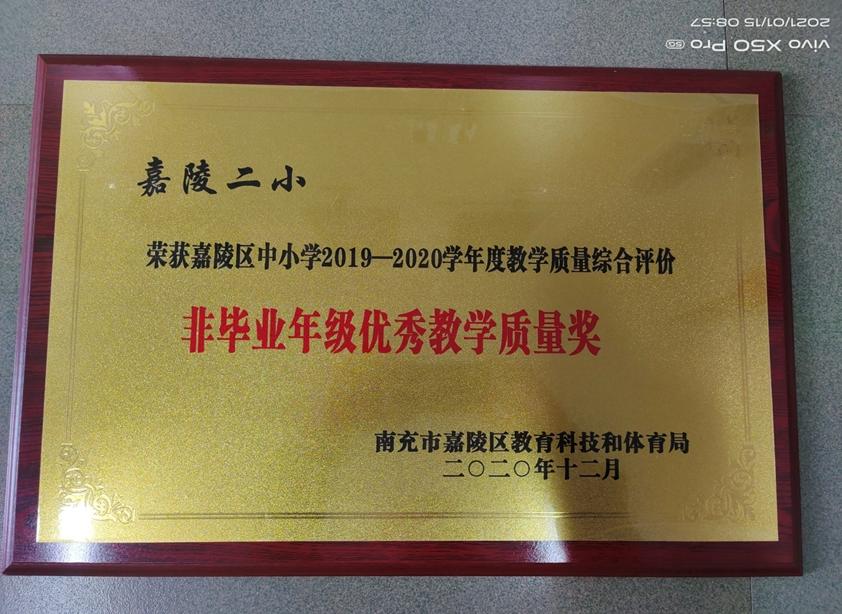 嘉陵二小
荣获嘉陵区中小学2019—2020学年度教学质量综合评价
非毕业年级优秀教学质量奖
南充市嘉陵区教育科技和体育局
二〇二〇年十二月
vivo X50 Pro 5G
2021/01/15 08:57